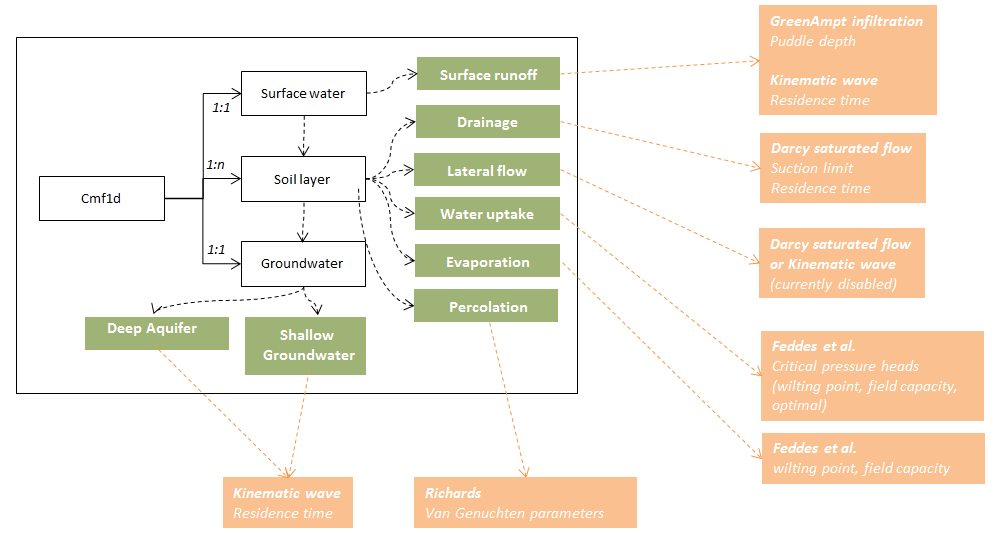 GreenAmpt infiltration
Puddle depth
Kinematic wave
Residence time
Surface runoff
Surface water
1:1
Drainage
Darcy saturated flow
Suction limit
Residence time
1:n
Soil layer
Lateral flow
Cmf1d
Water uptake
Darcy saturated flow
or Kinematic wave
(currently disabled)
1:1
Groundwater
Evaporation
Percolation
Deep Aquifer
Shallow
Groundwater
Feddes et al.
Critical pressure heads
(wilting point, field capacity,
optimal)
Feddes et al.
wilting point, field capacity
Kinematic wave
Residence time
Richards
Van Genuchten parameters